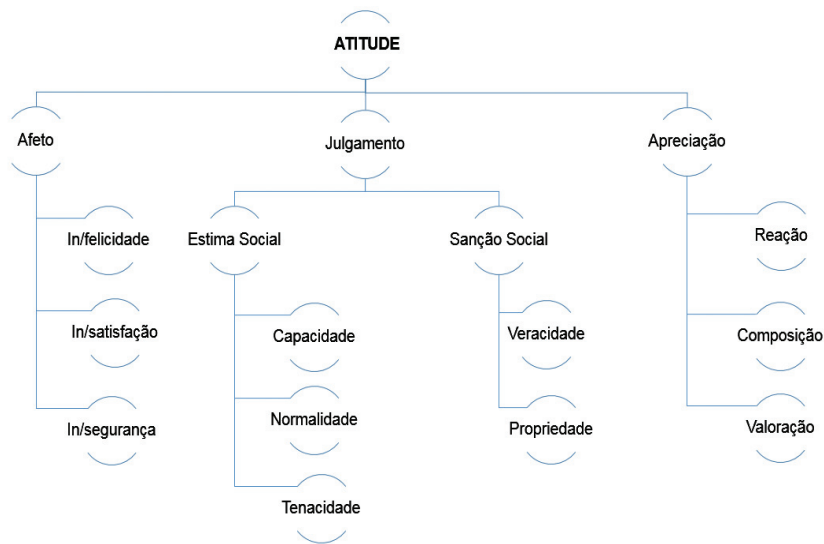 ATITUDE
Afeto
Julgamento
Apreciação
In/felicidade
Estima Social
Sanção Social
Reação
In/satisfação
Capacidade
Veracidade
Composição
In/segurança
Normalidade
Propriedade
Valoração
Tenacidade